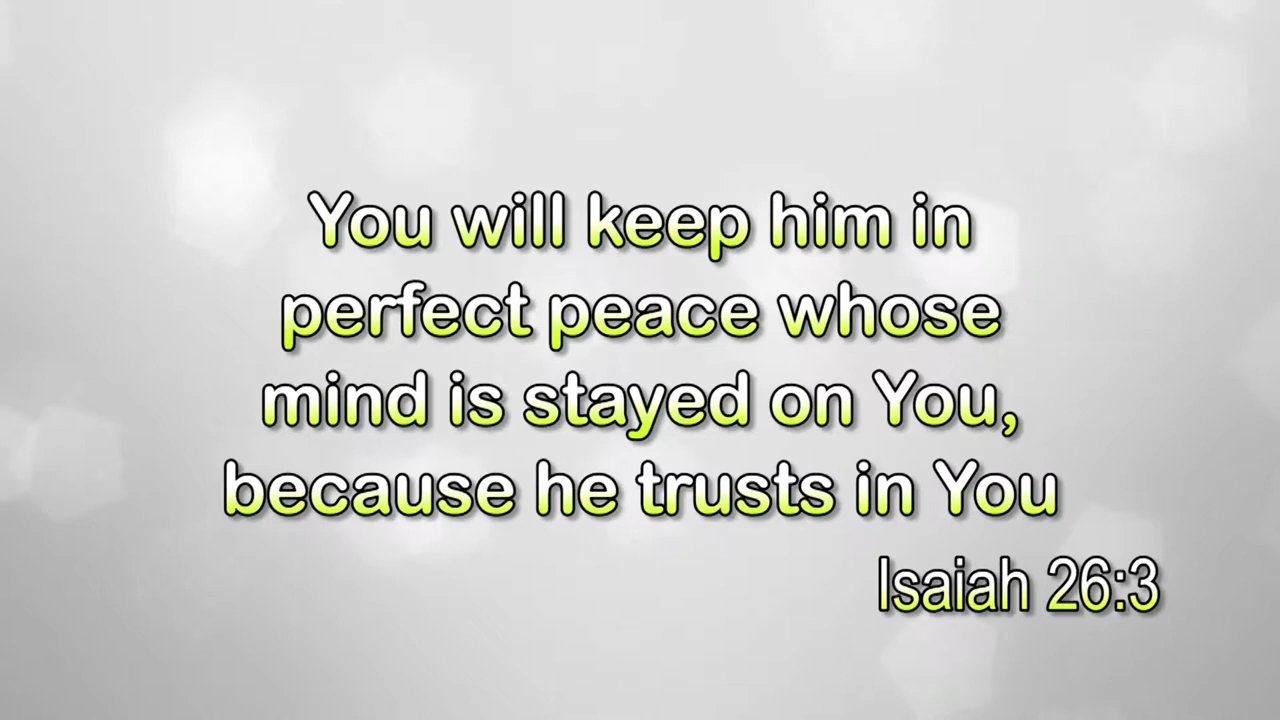 You will keep him in
perfect peace whose
mind is stayed on You,
because he trusts in You
Isaiah 26:3